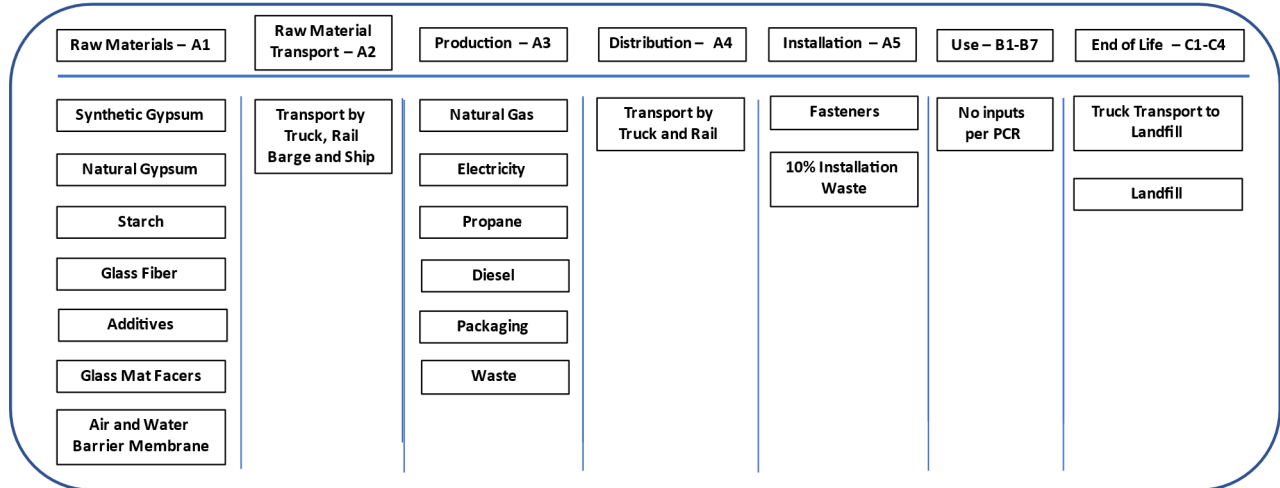 Raw Materials – A1
Raw Material
Transport – A2
Production – A3
Distribution – A4
Installation – A5
Use – B1-B7
End of Life – C1-C4
Synthetic Gypsum
Natural Gypsum
Starch
Glass Fiber
Additives
Glass Mat Facers
Air and Water
Barrier Membrane
Transport by
Truck, Rail
Barge and Ship
Natural Gas
Electricity
Propane
Diesel
Packaging
Waste
Transport by
Truck and Rail
Fasteners
10% Installation
Waste
No inputs
per PCR
Truck Transport to
Landfill
Landfill